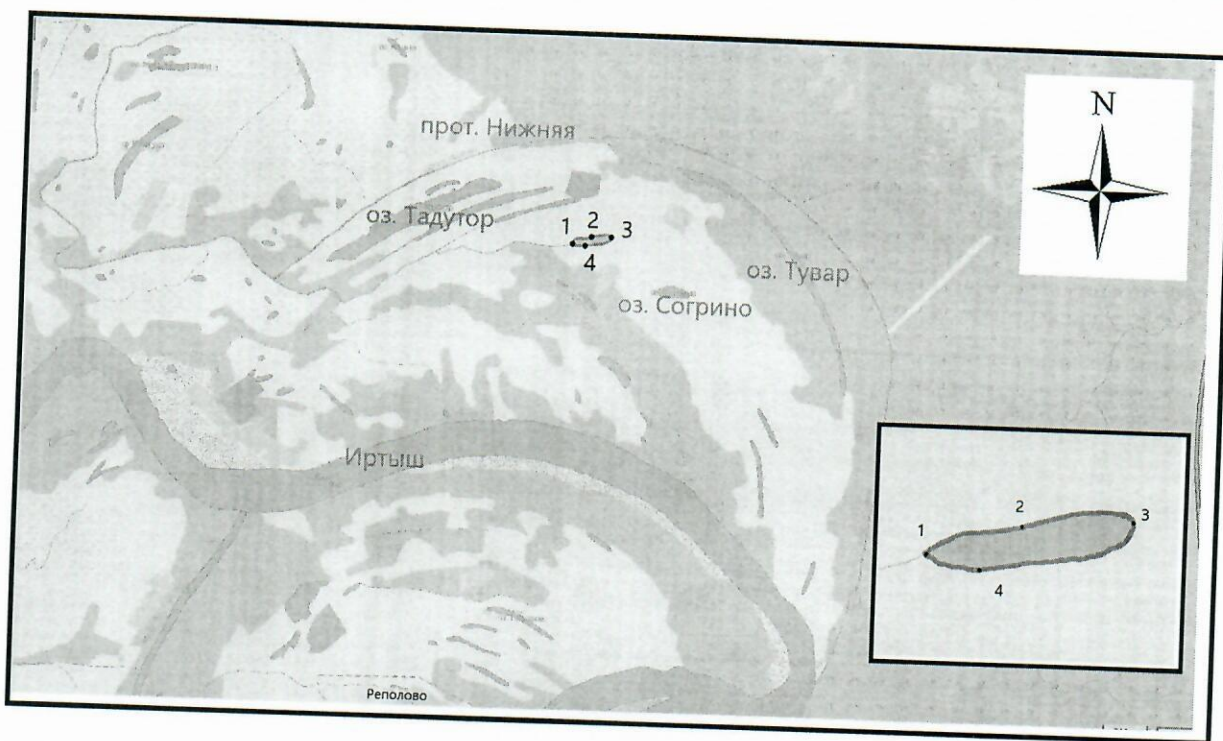 N
прот. Нижняя
оз. Тадутор
1 2 3
4
оз. Тувар
оз. Согрино
Иртыш
1 2 3
4
Реполово